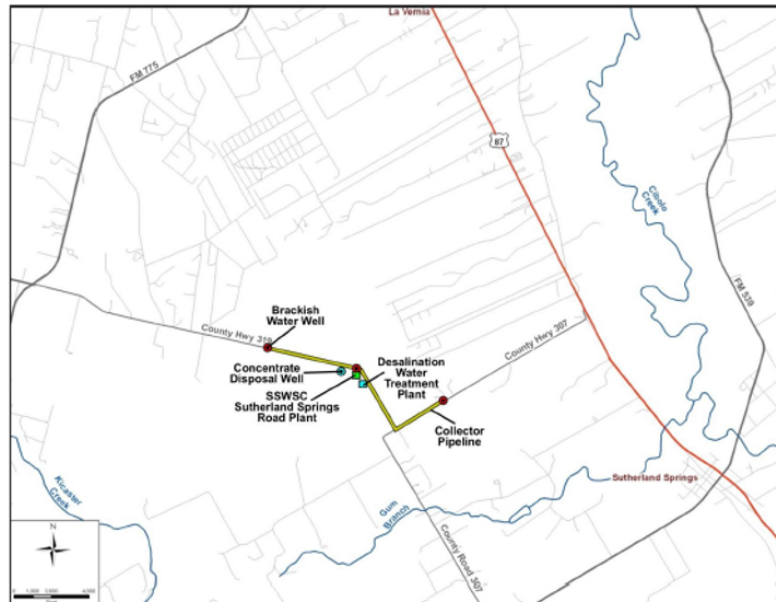 La Vernia
FM 775
87
Cibolo
Creek
FM 539
Brackish
Water Well
County Hwy 319
County Hwy 307
Concentrate
Disposal Well
Desalination
Water
Treatment
Plant
SSWSC
Sutherland Springs
Road Plant
Collector
Pipeline
Kicaster
Creek
Gum
Branch
Sutherland Springs
County Road 307
N